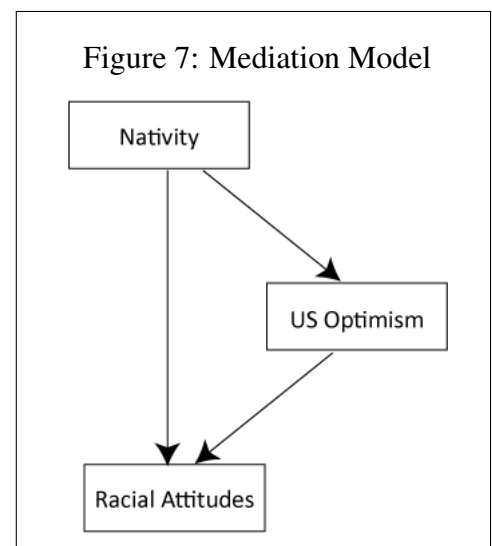 Figure 7: Mediation Model
Nativity
US Optimism
Racial Attitudes